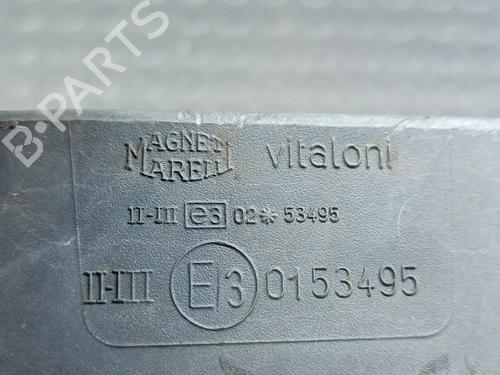 B-PARTS
MAGNETI
MARELLI
vitaloni
II-III e3 02*53495
II-III E3 0153495